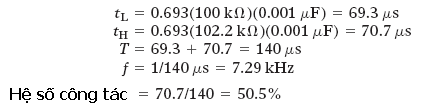 t_L = 0.693(100 kΩ)(0.001 μF) = 69.3 μs
t_H = 0.693(102.2 kΩ)(0.001 μF) = 70.7 μs
T = 69.3 + 70.7 = 140 μs
f = 1/140 μs = 7.29 kHz
Hệ số công tác = 70.7/140 = 50.5%